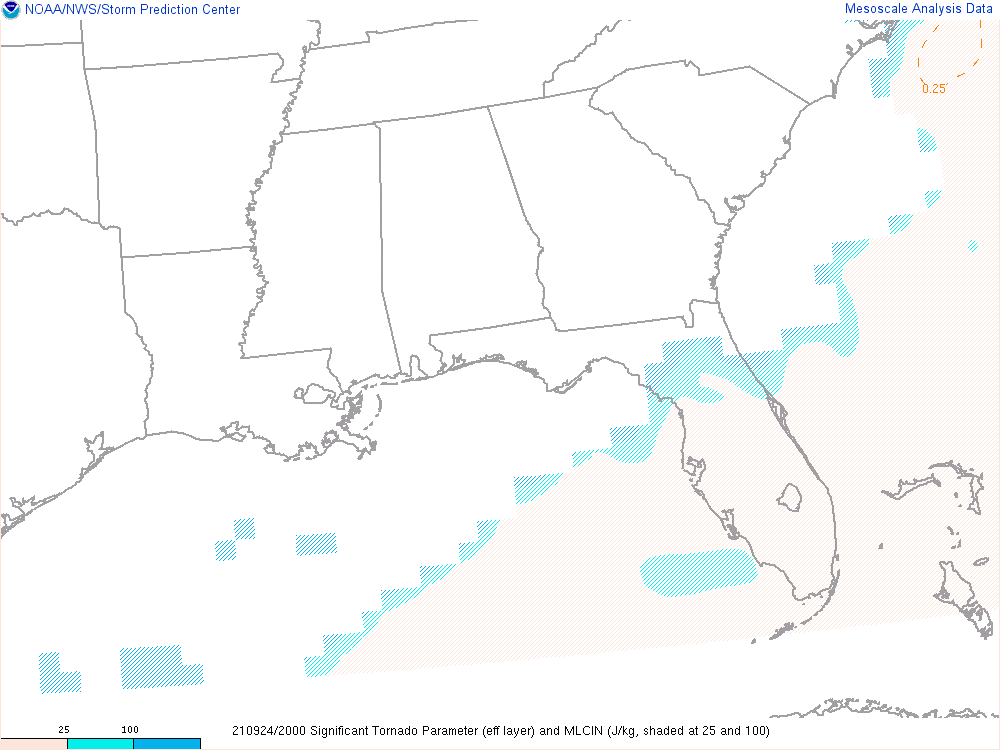 NOAA/NWS/Storm Prediction Center
Mesoscale Analysis Data
0.25
25 100
210924/2000 Significant Tornado Parameter (eff layer) and MLCIN (J/kg, shaded at 25 and 100)